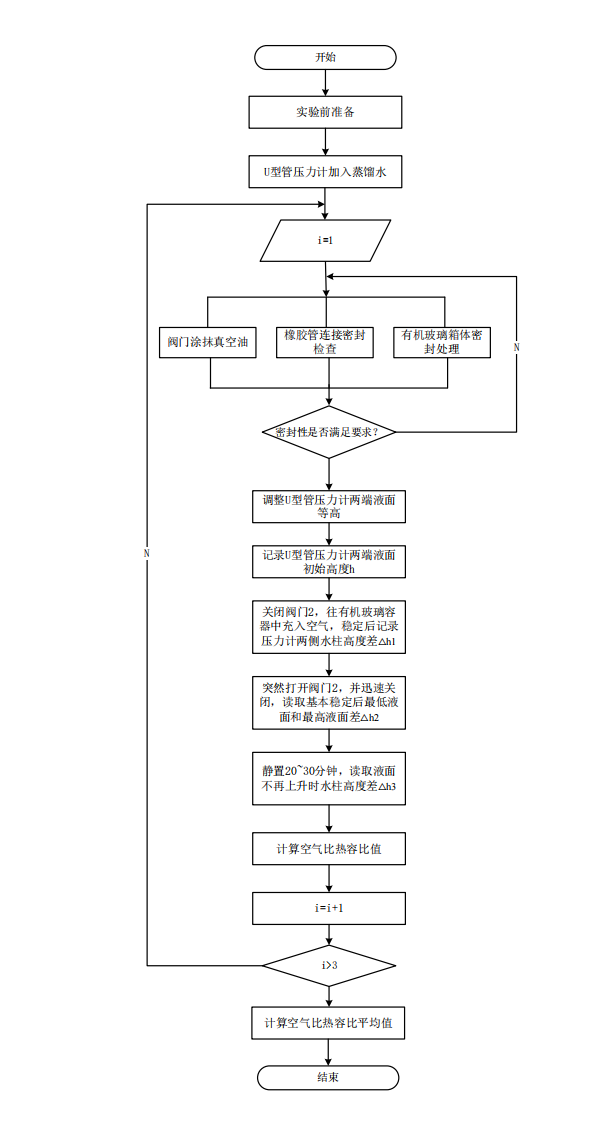 开始
实验前准备
U型管压力计加入蒸馏水
i=1
阀门涂抹真空油
橡胶管连接密封
检查
有机玻璃箱体密
封处理
N
密封性是否满足要求?
调整U型管压力计两端液面
等高
记录U型管压力计两端液面
初始高度h
N
关闭阀门2，往有机玻璃容
器中充入空气，稳定后记录
压力计两侧水柱高度差△h1
突然打开阀门2，并迅速关
闭，读取基本稳定后最低液
面和最高液面差△h2
静置20~30分钟，读取液面
不再上升时水柱高度差△h3
计算空气比热容比值
i=i+1
i>3
计算空气比热容比平均值
结束